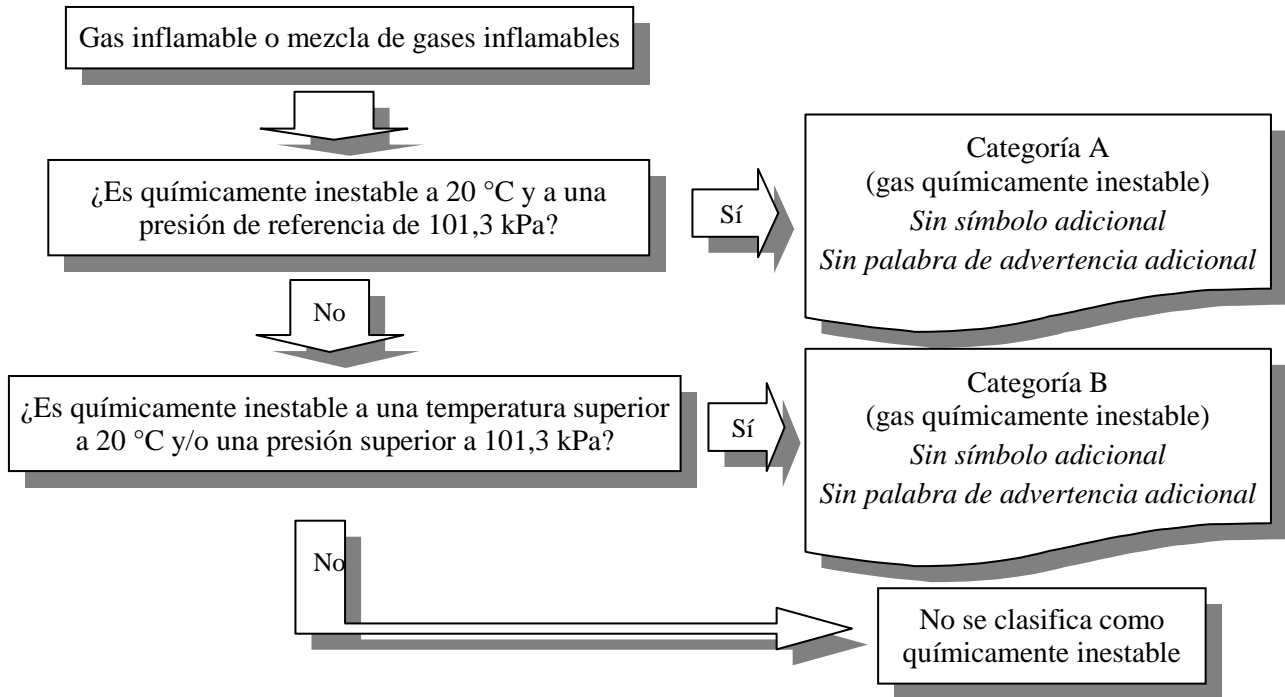 Gas inflamable o mezcla de gases inflamables
¿Es químicamente inestable a 20 °C y a una
presión de referencia de 101,3 kPa?
Sí
Categoría A
(gas químicamente inestable)
Sin símbolo adicional
Sin palabra de advertencia adicional
No
¿Es químicamente inestable a una temperatura superior
a 20 °C y/o una presión superior a 101,3 kPa?
Sí
Categoría B
(gas químicamente inestable)
Sin símbolo adicional
Sin palabra de advertencia adicional
No
No se clasifica como
químicamente inestable